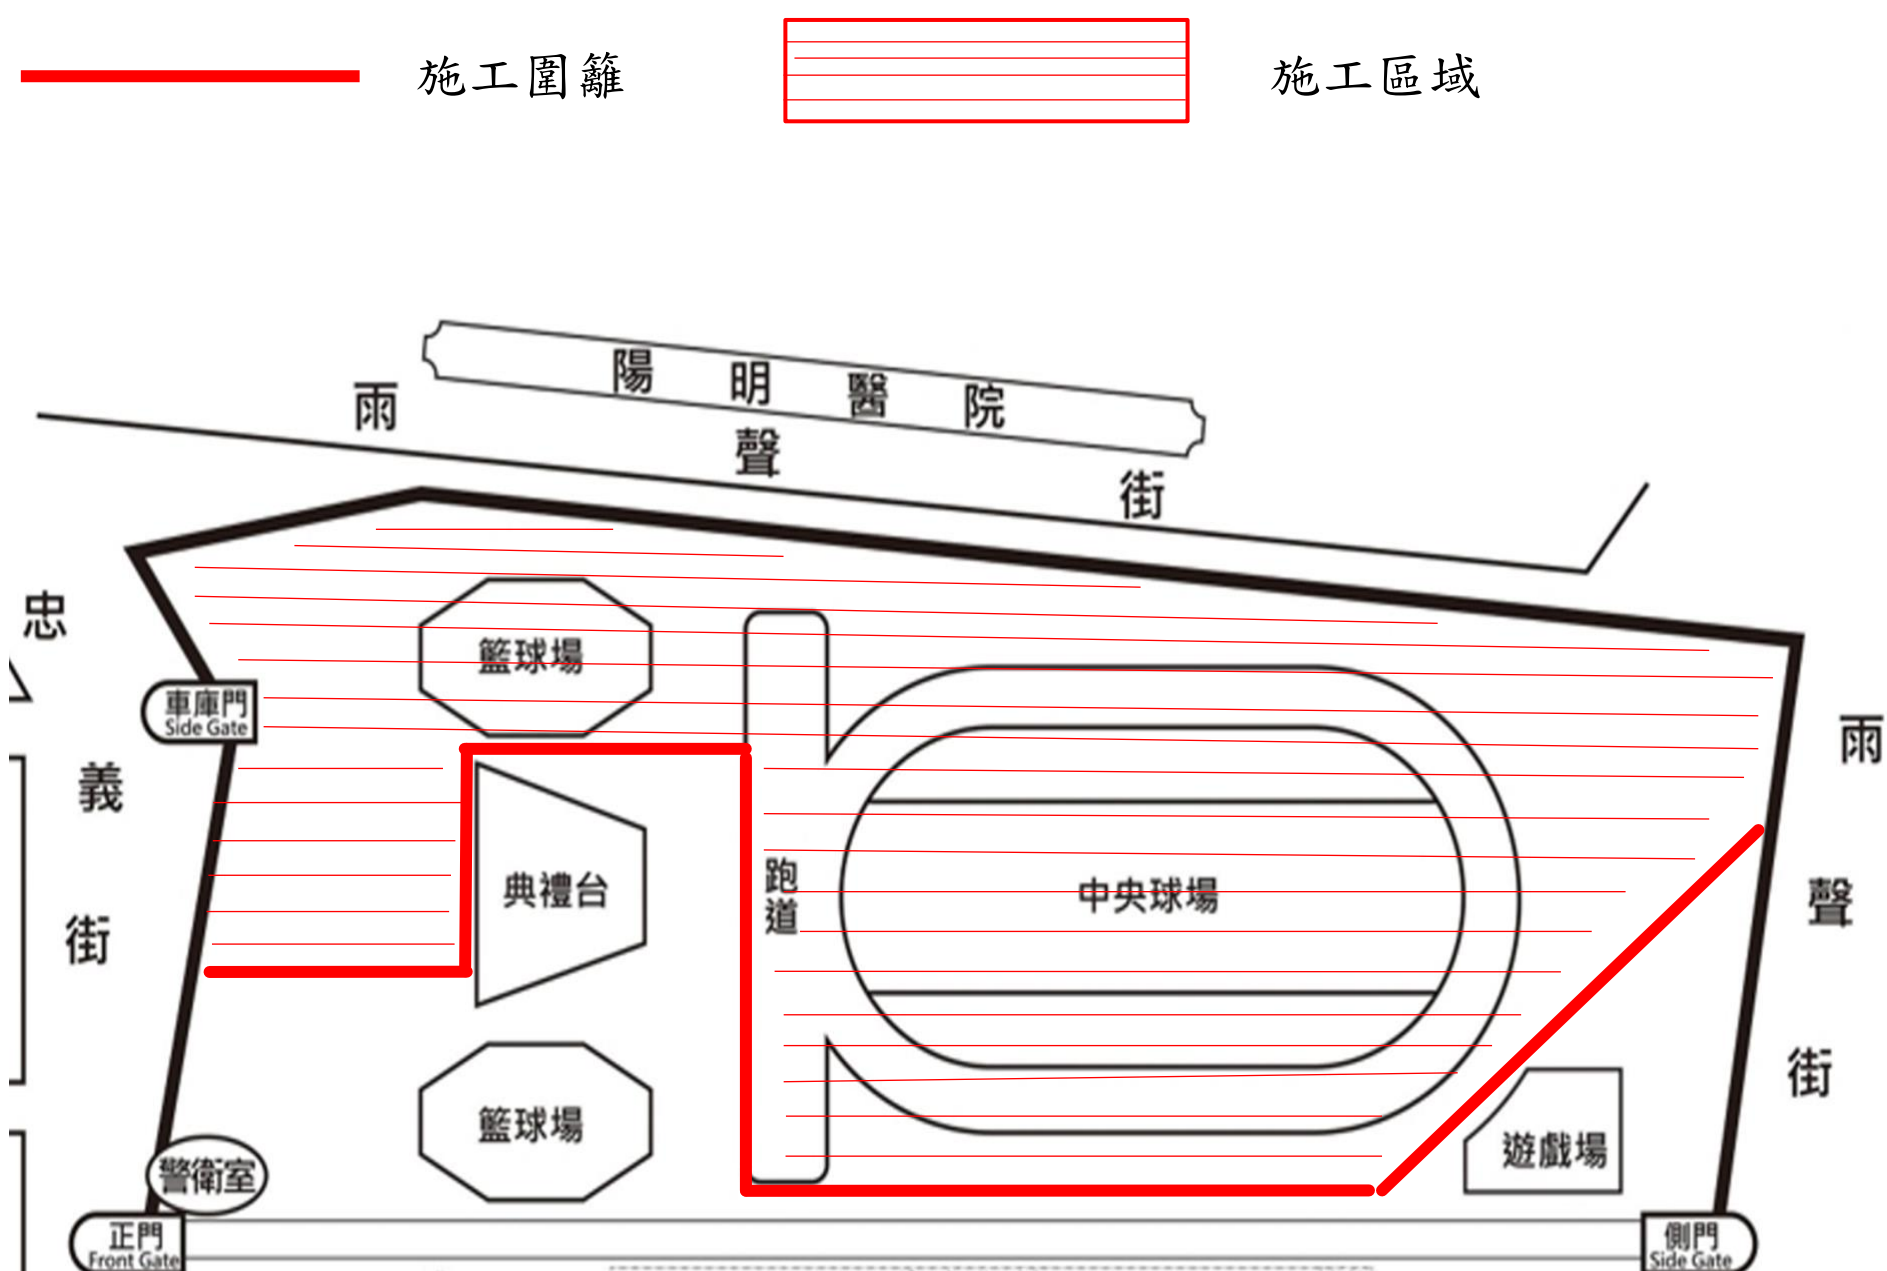 施工圍籬
施工區域
陽明醫院
雨聲街
忠義街
籃球場
車庫門
Side Gate
雨聲街
典禮台
跑道
中央球場
籃球場
遊戲場
警衛室
正門
Front Gate
側門
Side Gate